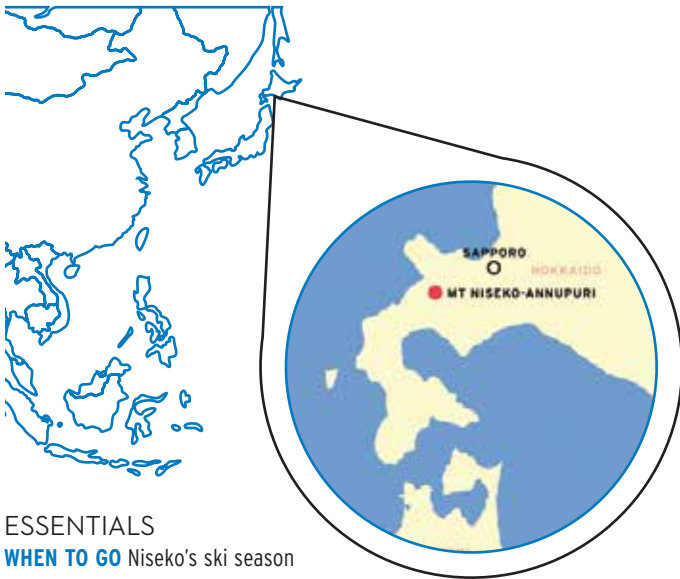 SAPPORO
HOKKAIDO
MT NISEKO-ANNUPURI
ESSENTIALS
WHEN TO GO Niseko's ski season